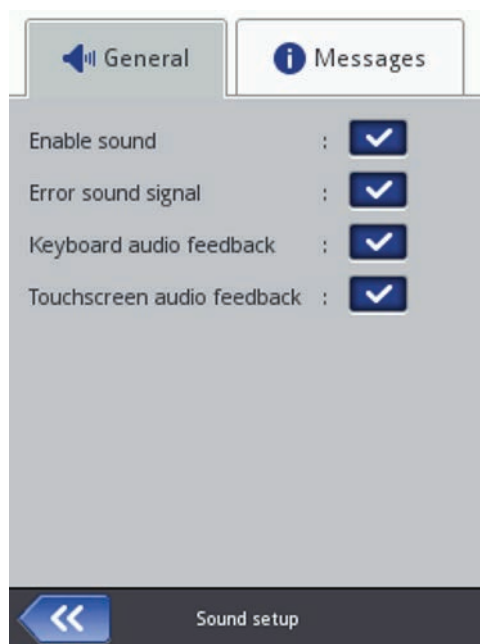 General
Messages
Enable sound :
Error sound signal :
Keyboard audio feedback :
Touchscreen audio feedback :
Sound setup